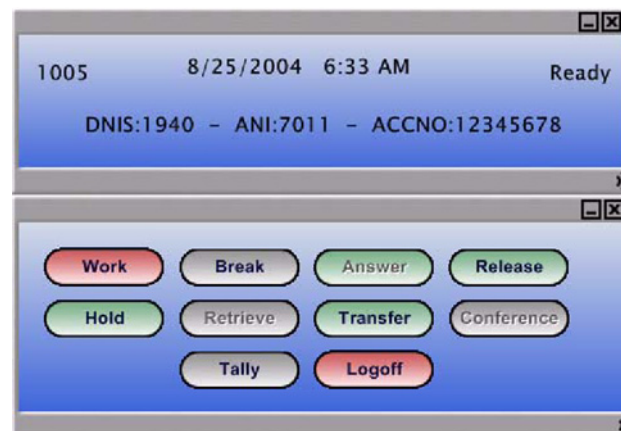 1005 8/25/2004 6:33 AM Ready
DNIS:1940 - ANI:7011 - ACCNO:12345678
Work Break Answer Release
Hold Retrieve Transfer Conference
Tally Logoff